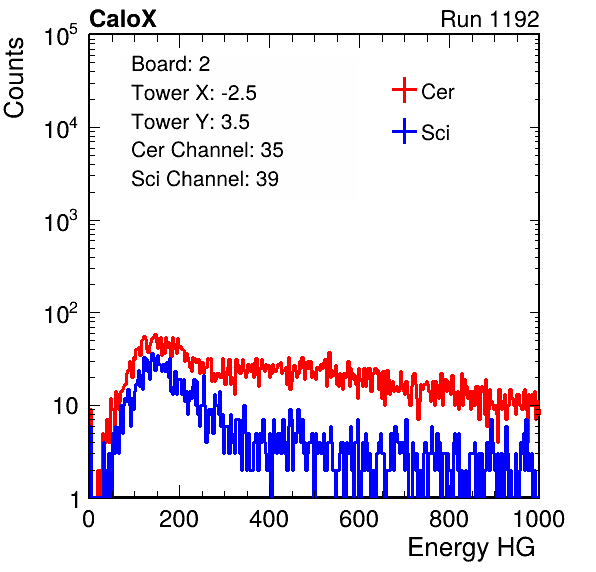 CaloX Run 1192
Counts
10^5
10^4
10^3
10^2
10
1
Board: 2
Tower X: -2.5
Tower Y: 3.5
Cer Channel: 35
Sci Channel: 39
Cer
Sci
0 200 400 600 800 1000
Energy HG